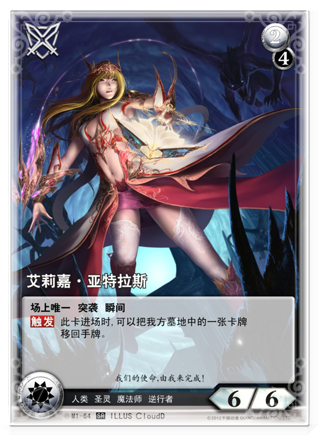 2
4
艾莉嘉·亚特拉斯
场上唯一 突袭 瞬间
触发 此卡进场时,可以把我方墓地中的一张卡牌
移回手牌。
我们的使命,由我来完成!
人类 圣灵 魔法师 逆行者
6 / 6
M1-64 SR ILLUS CloudD